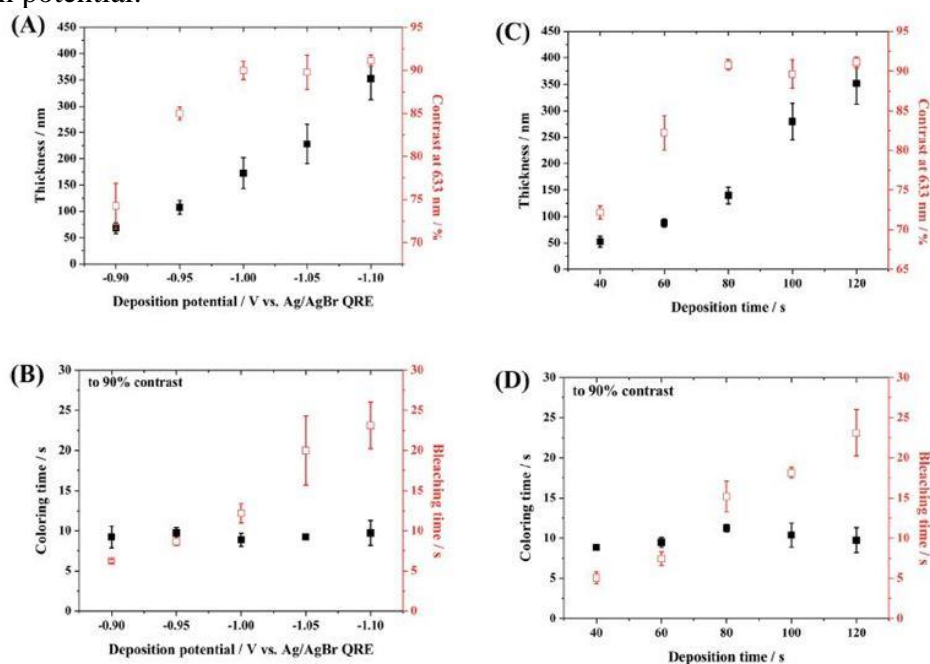 n potential.
(A)
450
400
350
300
250
200
150
100
50
0
Thickness / nm
95
90
85
80
75
70
Contrast at 633 nm / %
-0.90 -0.95 -1.00 -1.05 -1.10
Deposition potential / V vs. Ag/AgBr QRE
(C)
450
400
350
300
250
200
150
100
50
0
Thickness / nm
95
90
85
80
75
70
65
Contrast at 633 nm / %
40 60 80 100 120
Deposition time / s
(B)
to 90% contrast
30
25
20
15
10
5
0
Coloring time / s
30
25
20
15
10
5
0
Bleaching time / s
-0.90 -0.95 -1.00 -1.05 -1.10
Deposition potential / V vs. Ag/AgBr QRE
(D)
to 90% contrast
30
25
20
15
10
5
0
Coloring time / s
30
25
20
15
10
5
0
Bleaching time / s
40 60 80 100 120
Deposition time / s